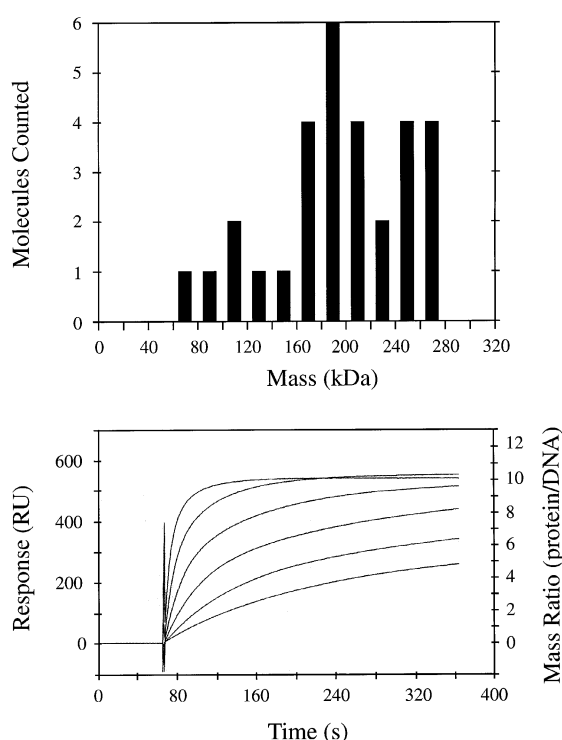 6
5
4
3
2
1
0
Molecules Counted
0 40 80 120 160 200 240 280 320
Mass (kDa)
600
400
200
0
Response (RU)
12
10
8
6
4
2
0
Mass Ratio (protein/DNA)
0 80 160 240 320 400
Time (s)